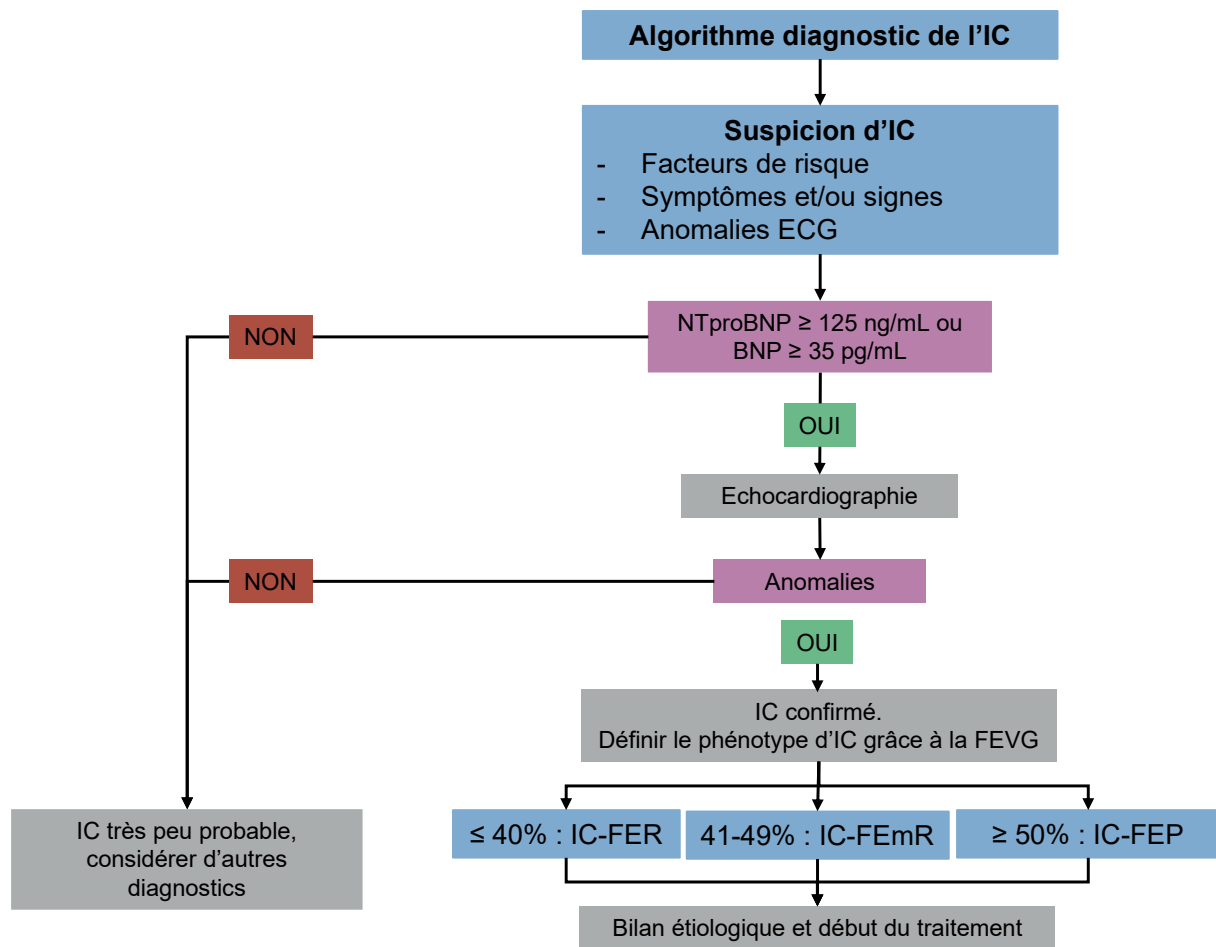 Algorithme diagnostic de l’IC
Suspicion d’IC
- Facteurs de risque
- Symptômes et/ou signes
- Anomalies ECG
NON
NTproBNP ≥ 125 ng/mL ou
BNP ≥ 35 pg/mL
OUI
Echocardiographie
NON
Anomalies
OUI
IC confirmé.
Définir le phénotype d’IC grâce à la FEVG
IC très peu probable,
considérer d’autres
diagnostics
≤ 40% : IC-FER
41-49% : IC-FEmR
≥ 50% : IC-FEP
Bilan étiologique et début du traitement